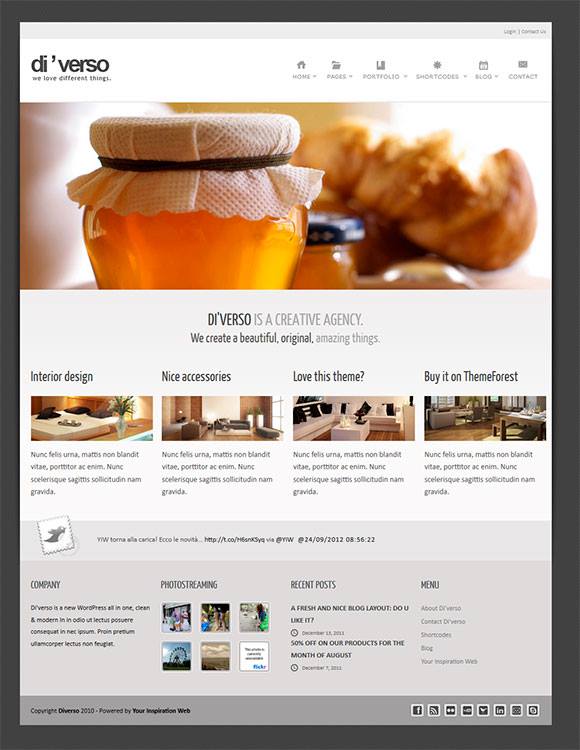 Login | Contact Us
di ’ verso
we love different things.
HOME PAGES PORTFOLIO SHORTCODES BLOG CONTACT
DI'VERSO IS A CREATIVE AGENCY.
We create a beautiful, original, amazing things.
Interior design
Nunc felis urna, mattis non blandit
vitae, porttitor ac enim. Nunc
scelerisque sagittis sollicitudin nam
gravida.
Nice accessories
Nunc felis urna, mattis non blandit
vitae, porttitor ac enim. Nunc
scelerisque sagittis sollicitudin nam
gravida.
Love this theme?
Nunc felis urna, mattis non blandit
vitae, porttitor ac enim. Nunc
scelerisque sagittis sollicitudin nam
gravida.
Buy it on ThemeForest
Nunc felis urna, mattis non blandit
vitae, porttitor ac enim. Nunc
scelerisque sagittis sollicitudin nam
gravida.
YIW torna alla carica! Ecco le novità... http://t.co/H6snKSyq via @YIW @24/09/2012 08:56:22
COMPANY
Di'verso is a new WordPress all in one, clean
& modern In in odio ut lectus posuere
consequat in nec ipsum. Proin pretium
ullamcorper lectus non feugiat.
PHOTOSTREAMING
This photo is
currently
unavailable
flickr
RECENT POSTS
A FRESH AND NICE BLOG LAYOUT: DO U
LIKE IT?
December 13, 2011
50% OFF ON OUR PRODUCTS FOR THE
MONTH OF AUGUST
December 7, 2011
MENU
About Di'verso
Contact Di'verso
Shortcodes
Blog
Your Inspiration Web
Copyright Diverso 2010 - Powered by Your Inspiration Web